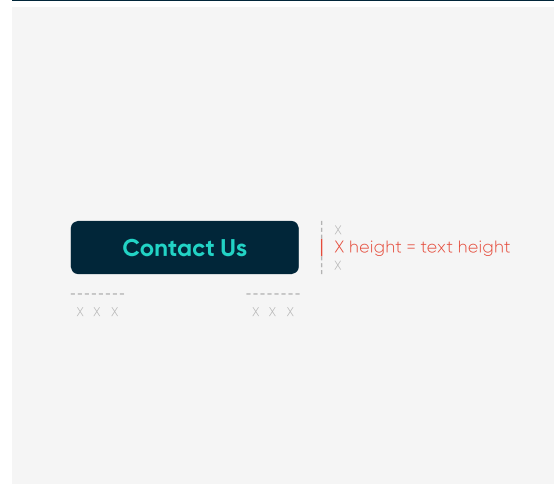 X
Contact Us
X height = text height
X
X X X
X X X